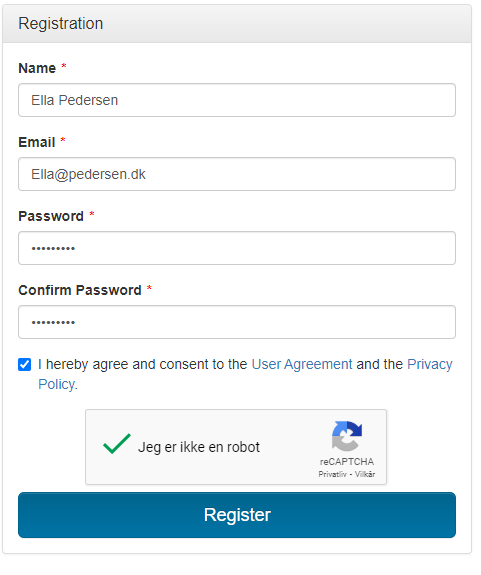 Registration
Name *
Ella Pedersen
Email *
Ella@pedersen.dk
Password *
•••••••••
Confirm Password *
•••••••••
I hereby agree and consent to the User Agreement and the Privacy
Policy.
Jeg er ikke en robot
reCAPTCHA
Privatliv - Vilkår
Register